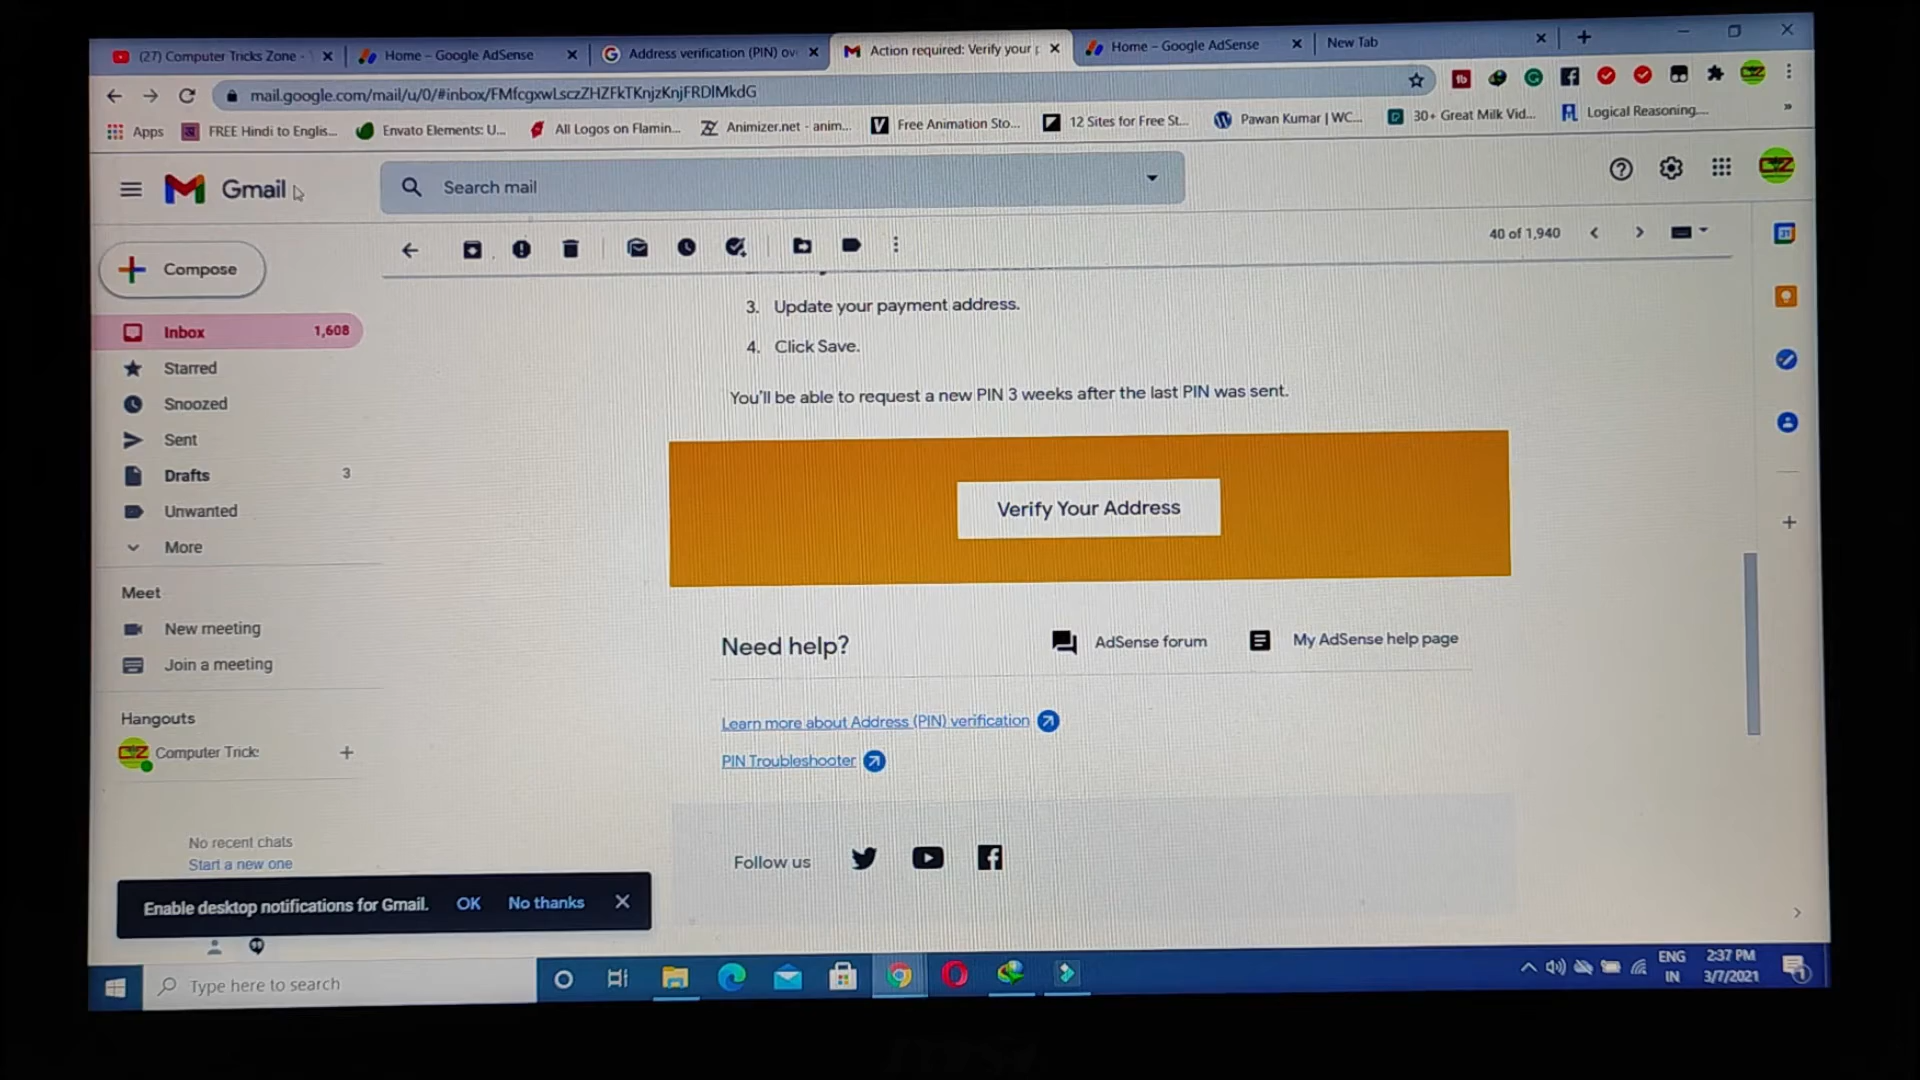 (27) Computer Tricks Zone -
Home – Google AdSense
Address verification (PIN) ov
Action required: Verify your p
Home – Google AdSense
New Tab
mail.google.com/mail/u/0/#inbox/FMfcgxwLsczZHZFkTKnjzKnjFRDlMkdG
Apps
FREE Hindi to Englis...
Envato Elements: U...
All Logos on Flamin...
Animizer.net - anim...
Free Animation Sto...
12 Sites for Free St...
Pawan Kumar | WC...
30+ Great Milk Vid...
Logical Reasoning,...
Gmail
Search mail
CTZ
Compose
40 of 1,940
Inbox 1,608
Starred
Snoozed
Sent
Drafts 3
Unwanted
More
Meet
New meeting
Join a meeting
Hangouts
CTZ Computer Trick:
No recent chats
Start a new one
3. Update your payment address.
4. Click Save.
You'll be able to request a new PIN 3 weeks after the last PIN was sent.
Verify Your Address
Need help?
AdSense forum
My AdSense help page
Learn more about Address (PIN) verification
PIN Troubleshooter
Follow us
Enable desktop notifications for Gmail. OK No thanks
Type here to search
ENG
IN
2:37 PM
3/7/2021